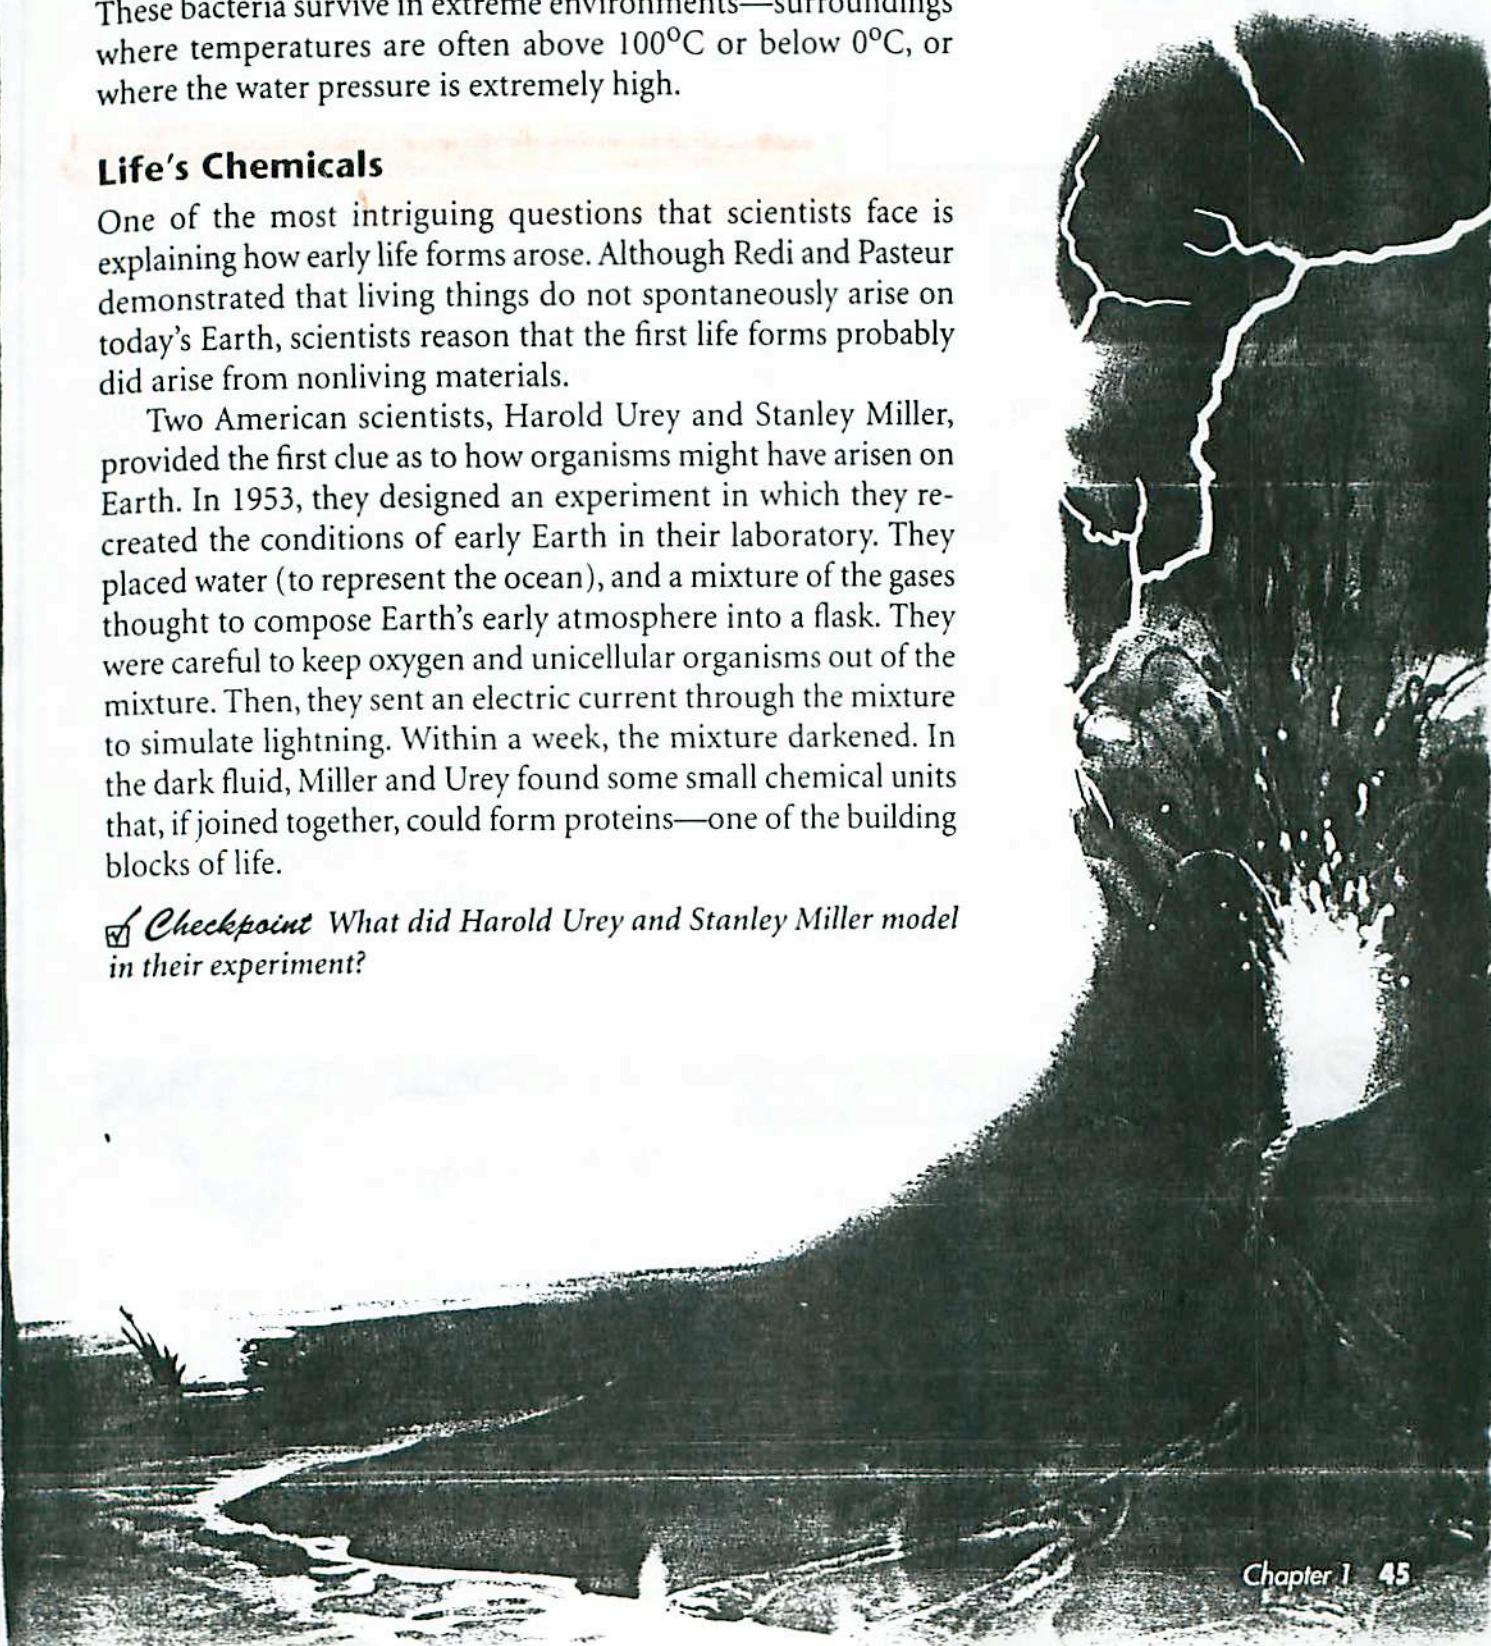 These bacteria survive in extreme environments—surroundings
where temperatures are often above 100°C or below 0°C, or
where the water pressure is extremely high.
Life's Chemicals
One of the most intriguing questions that scientists face is
explaining how early life forms arose. Although Redi and Pasteur
demonstrated that living things do not spontaneously arise on
today's Earth, scientists reason that the first life forms probably
did arise from nonliving materials.
Two American scientists, Harold Urey and Stanley Miller,
provided the first clue as to how organisms might have arisen on
Earth. In 1953, they designed an experiment in which they re-
created the conditions of early Earth in their laboratory. They
placed water (to represent the ocean), and a mixture of the gases
thought to compose Earth's early atmosphere into a flask. They
were careful to keep oxygen and unicellular organisms out of the
mixture. Then, they sent an electric current through the mixture
to simulate lightning. Within a week, the mixture darkened. In
the dark fluid, Miller and Urey found some small chemical units
that, if joined together, could form proteins—one of the building
blocks of life.
Checkpoint What did Harold Urey and Stanley Miller model
in their experiment?
Chapter 1 45